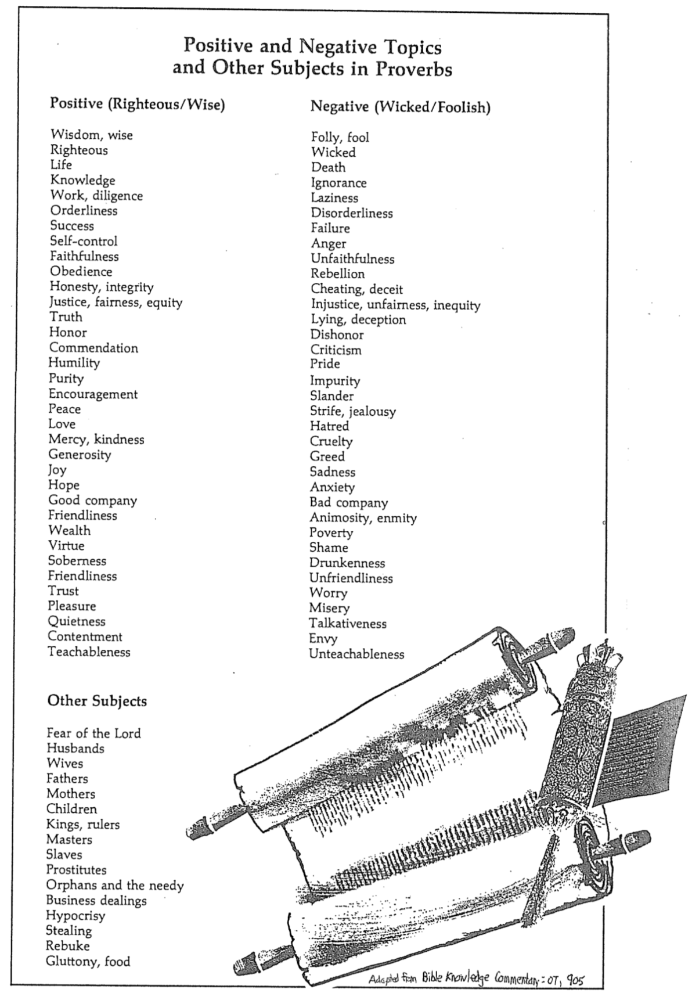 Positive and Negative Topics
and Other Subjects in Proverbs
Positive (Righteous/Wise)
Wisdom, wise
Righteous
Life
Knowledge
Work, diligence
Orderliness
Success
Self-control
Faithfulness
Obedience
Honesty, integrity
Justice, fairness, equity
Truth
Honor
Commendation
Humility
Purity
Encouragement
Peace
Love
Mercy, kindness
Generosity
Joy
Hope
Good company
Friendliness
Wealth
Virtue
Soberness
Friendliness
Trust
Pleasure
Quietness
Contentment
Teachableness
Negative (Wicked/Foolish)
Folly, fool
Wicked
Death
Ignorance
Laziness
Disorderliness
Failure
Anger
Unfaithfulness
Rebellion
Cheating, deceit
Injustice, unfairness, inequity
Lying, deception
Dishonor
Criticism
Pride
Impurity
Slander
Strife, jealousy
Hatred
Cruelty
Greed
Sadness
Anxiety
Bad company
Animosity, enmity
Poverty
Shame
Drunkenness
Unfriendliness
Worry
Misery
Talkativeness
Envy
Unteachableness
Other Subjects
Fear of the Lord
Husbands
Wives
Fathers
Mothers
Children
Kings, rulers
Masters
Slaves
Prostitutes
Orphans and the needy
Business dealings
Hypocrisy
Stealing
Rebuke
Gluttony, food
Adapted from Bible Knowledge Commentary: OT, 905